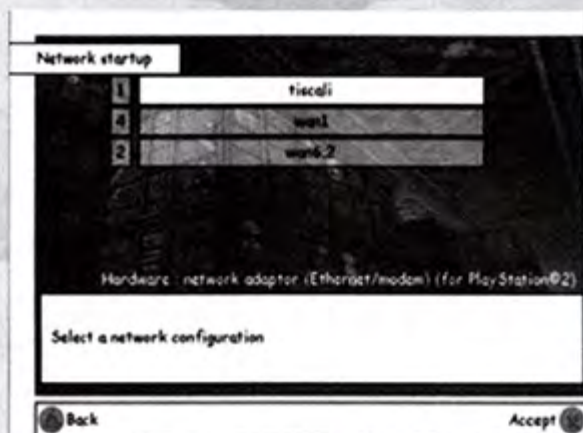 Network startup
1 tiscali
4 wan1
2 wan6.2
Hardware : network adaptor (Ethernet/modem) (for PlayStation®2)
Select a network configuration
Back
Accept